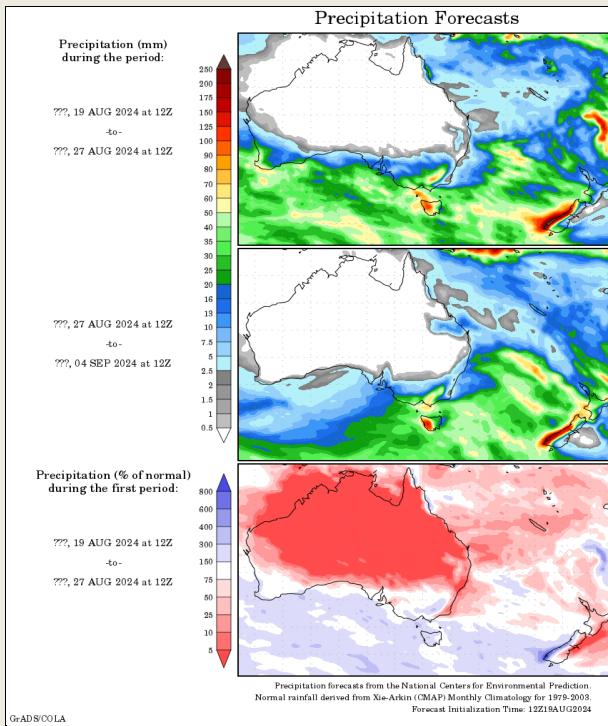 Precipitation Forecasts
Precipitation (mm)
during the period:
???, 19 AUG 2024 at 12Z
-to-
???, 27 AUG 2024 at 12Z
250
200
175
150
125
100
90
80
70
60
50
40
35
30
25
20
16
13
10
7.5
5
2.5
2
1.5
1
0.5
???, 27 AUG 2024 at 12Z
-to-
???, 04 SEP 2024 at 12Z
Precipitation (% of normal)
during the first period:
???, 19 AUG 2024 at 12Z
-to-
???, 27 AUG 2024 at 12Z
800
600
400
300
150
75
50
25
10
5
Precipitation forecasts from the National Centers for Environmental Prediction.
Normal rainfall derived from Xie-Arkin (CMAP) Monthly Climatology for 1979-2003.
Forecast Initialization Time: 12Z19AUG2024
GrADS/COLA